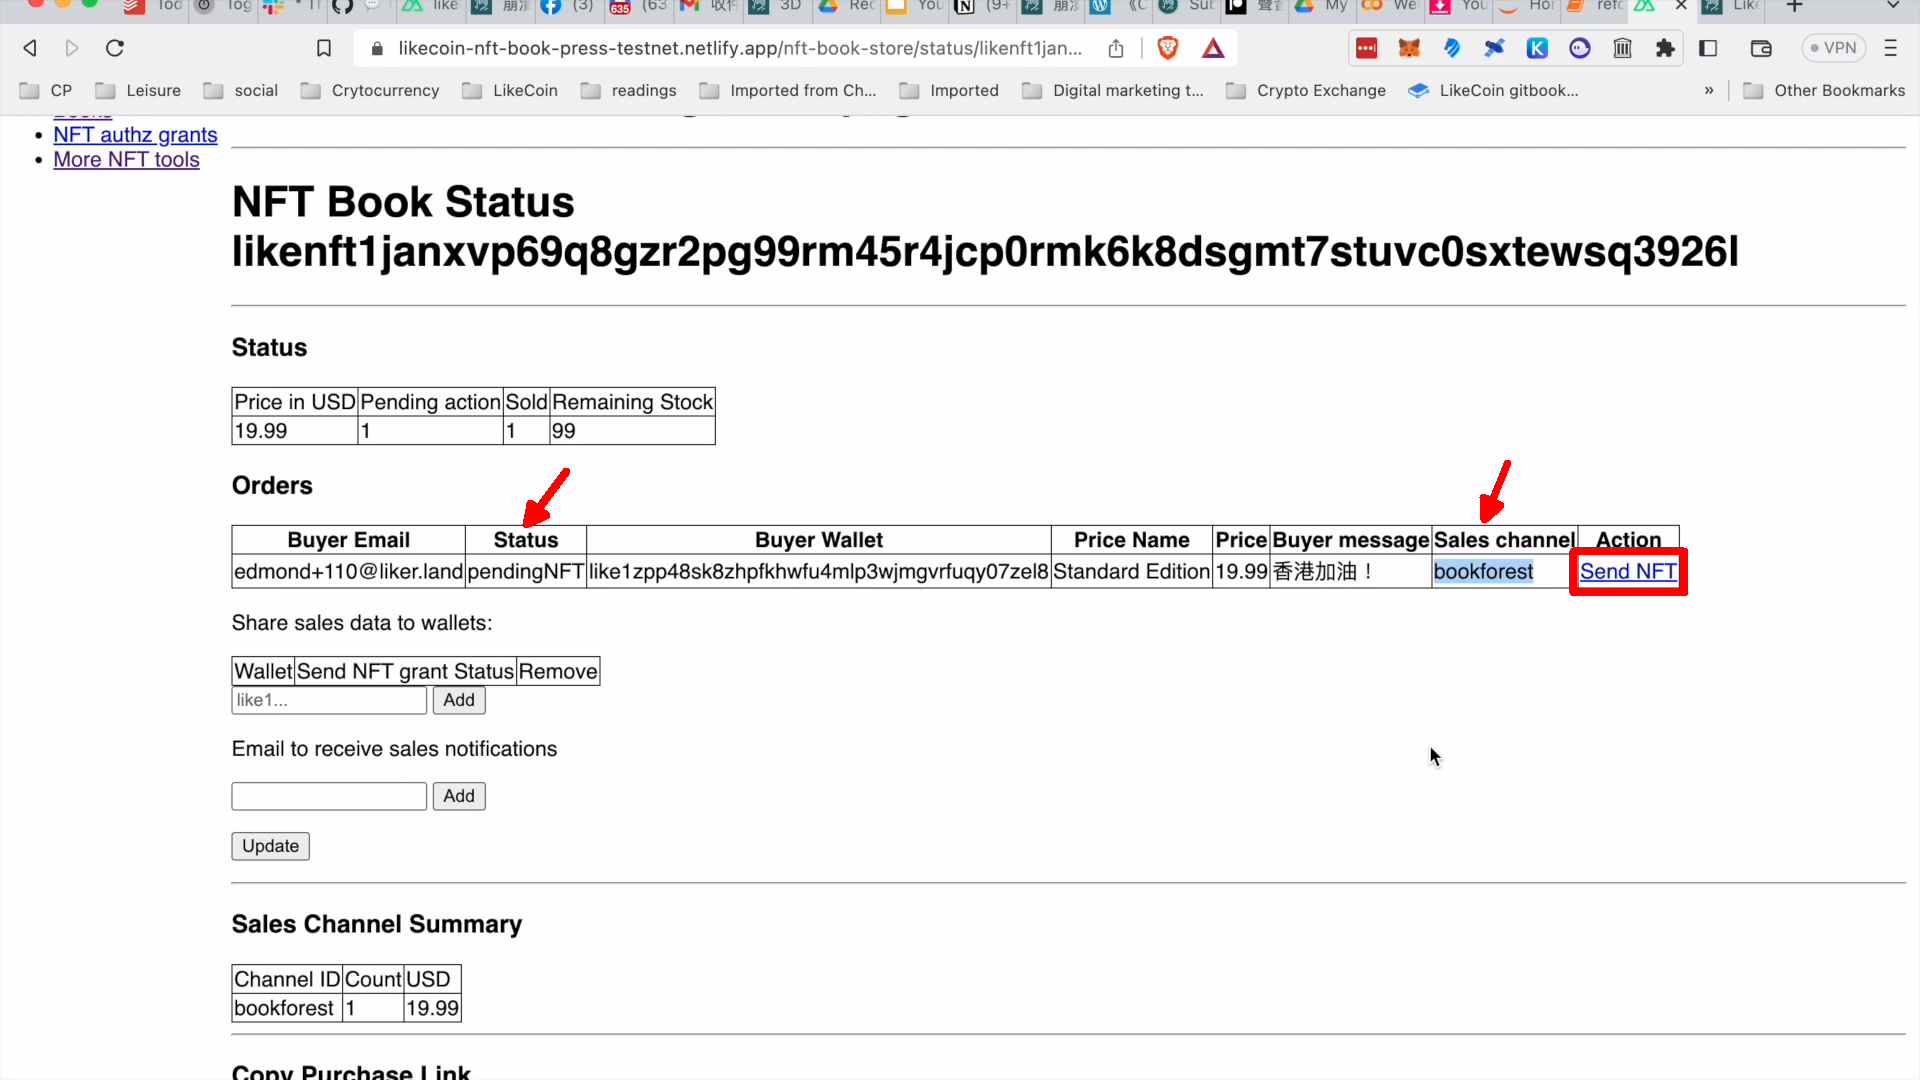 likecoin-nft-book-press-testnet.netlify.app/nft-book-store/status/likenft1jan...
VPN
CP Leisure social Crytocurrency LikeCoin readings Imported from Ch... Imported Digital marketing t... Crypto Exchange LikeCoin gitbook... » Other Bookmarks
NFT authz grants
More NFT tools
NFT Book Status
likenft1janxvp69q8gzr2pg99rm45r4jcp0rmk6k8dsgmt7stuvc0sxtewsq3926l
Status
Price in USD Pending action Sold Remaining Stock
19.99 1 1 99
Orders
Buyer Email Status Buyer Wallet Price Name Price Buyer message Sales channel Action
edmond+110@liker.land pendingNFT like1zpp48sk8zhpfkhwfu4mlp3wjmgvrfuqy07zel8 Standard Edition 19.99 香港加油！ bookforest Send NFT
Share sales data to wallets:
Wallet Send NFT grant Status Remove
like1... Add
Email to receive sales notifications
Add
Update
Sales Channel Summary
Channel ID Count USD
bookforest 1 19.99
Copy Purchase Link